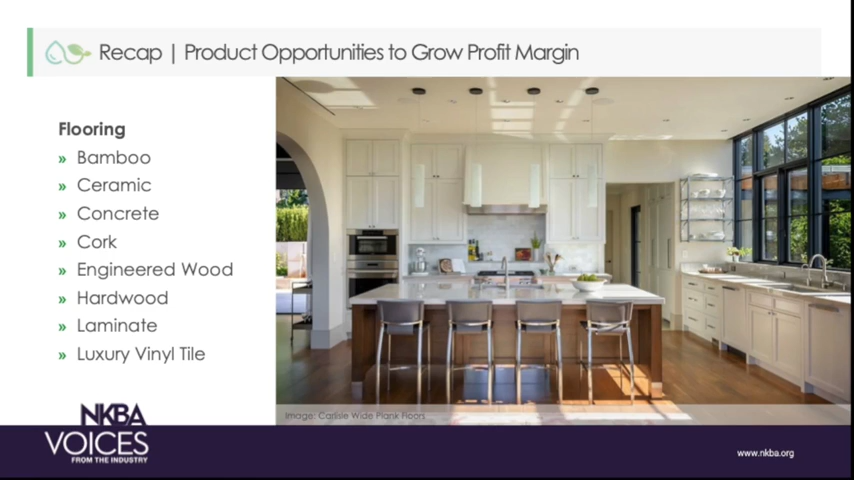 Recap | Product Opportunities to Grow Profit Margin
Flooring
» Bamboo
» Ceramic
» Concrete
» Cork
» Engineered Wood
» Hardwood
» Laminate
» Luxury Vinyl Tile
Image: Carlisle Wide Plank Floors
NKBA
VOICES
FROM THE INDUSTRY
www.nkba.org